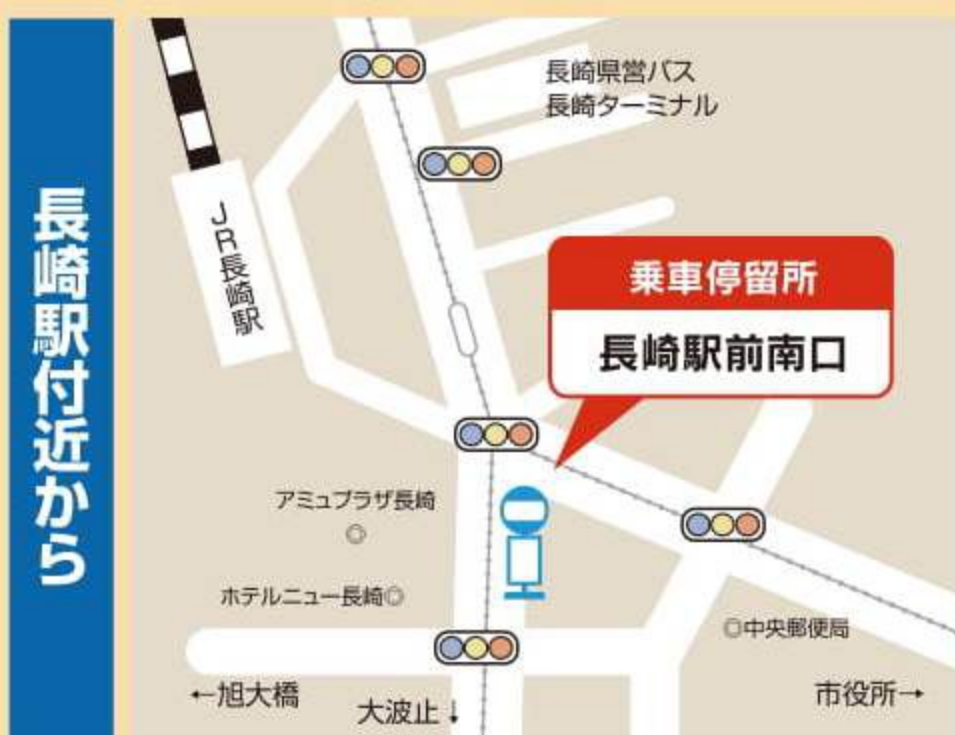 長崎駅付近から
長崎県営バス
長崎ターミナル
JR長崎駅
乗車停留所
長崎駅前南口
アミュプラザ長崎
◎
ホテルニュー長崎◎
◎中央郵便局
←旭大橋
大波止↓
市役所→